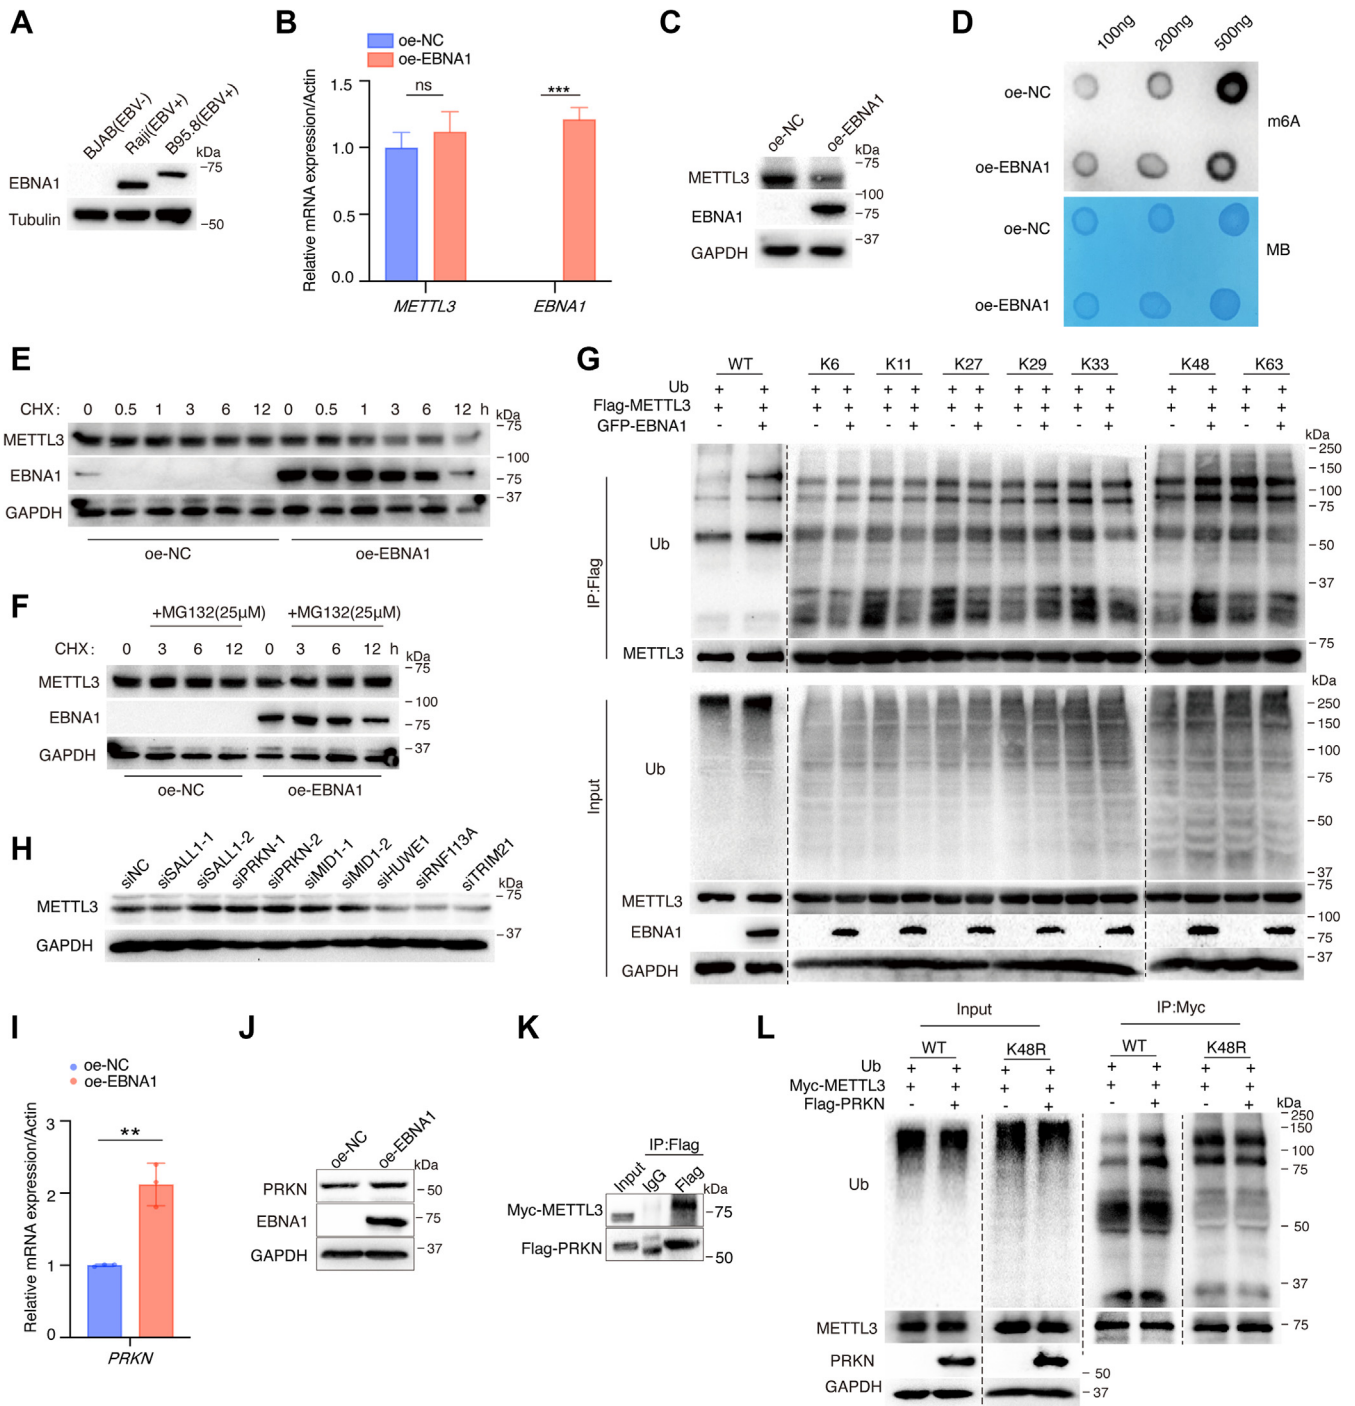 A
BJAB(EBV-)
Raji(EBV+)
B95.8(EBV+)
kDa
EBNA1
-75
Tubulin
-50
B
oe-NC
oe-EBNA1
Relative mRNA expression/Actin
1.5
1.0
0.5
0.0
ns
***
METTL3
EBNA1
C
oe-NC
oe-EBNA1
kDa
METTL3
-75
EBNA1
-100
-75
GAPDH
-37
D
100ng
200ng
500ng
oe-NC
oe-EBNA1
m6A
oe-NC
oe-EBNA1
MB
E
CHX: 0 0.5 1 3 6 12 0 0.5 1 3 6 12 h
kDa
METTL3
-75
EBNA1
-100
-75
GAPDH
-37
oe-NC
oe-EBNA1
F
+MG132(25μM) +MG132(25μM)
CHX: 0 3 6 12 0 3 6 12 h
kDa
METTL3
-75
EBNA1
-100
-75
GAPDH
-37
oe-NC
oe-EBNA1
G
WT K6 K11 K27 K29 K33 K48 K63
Ub + + + + + + + + + + + + + + + +
Flag-METTL3 + + + + + + + + + + + + + + + +
GFP-EBNA1 - + - + - + - + - + - + - + - +
kDa
IP:Flag
Ub
-250
-150
-100
-75
-50
-37
METTL3
-75
kDa
Input
Ub
-250
-150
-100
-75
-50
-37
METTL3
-75
EBNA1
-100
-75
GAPDH
-37
H
siNC
siSALL1-1
siSALL1-2
siPRKN-1
siPRKN-2
siMID1-1
siMID1-2
siHUWE1
siRNF113A
siTRIM21
kDa
METTL3
-75
GAPDH
-37
I
oe-NC
oe-EBNA1
Relative mRNA expression/Actin
3
2
1
0
**
PRKN
J
oe-NC
oe-EBNA1
kDa
PRKN
-50
EBNA1
-75
GAPDH
-37
K
IP:Flag
Input
IgG
Flag
kDa
Myc-METTL3
-75
Flag-PRKN
-50
L
Input IP:Myc
WT K48R WT K48R
Ub + + + + + + + +
Myc-METTL3 + + + + + + + +
Flag-PRKN - + - + - + - +
kDa
Ub
-250
-150
-100
-75
-50
-37
METTL3
-75
PRKN
-50
GAPDH
-37